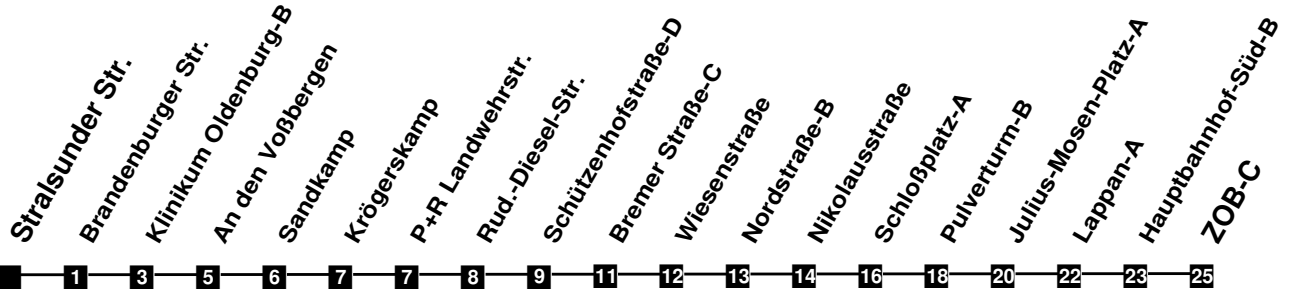 Stralsunder Str.
Brandenburger Str.
Klinikum Oldenburg-B
An den Voßbergen
Sandkamp
Krögerskamp
P+R Landwehrstr.
Rud.-Diesel-Str.
Schützenhofstraße-D
Bremer Straße-C
Wiesenstraße
Nordstraße-B
Nikolausstraße
Schloßplatz-A
Pulverturm-B
Julius-Mosen-Platz-A
Lappan-A
Hauptbahnhof-Süd-B
ZOB-C
1 3 5 6 7 7 8 9 11 12 13 14 16 18 20 22 23 25